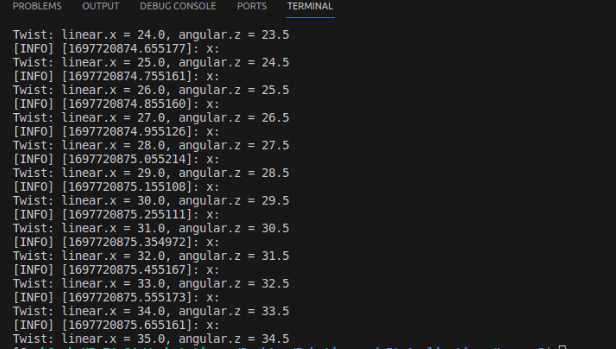 PROBLEMS OUTPUT DEBUG CONSOLE PORTS TERMINAL
Twist: linear.x = 24.0, angular.z = 23.5
[INFO] [1697720874.655177]: x:
Twist: linear.x = 25.0, angular.z = 24.5
[INFO] [1697720874.755161]: x:
Twist: linear.x = 26.0, angular.z = 25.5
[INFO] [1697720874.855160]: x:
Twist: linear.x = 27.0, angular.z = 26.5
[INFO] [1697720874.955126]: x:
Twist: linear.x = 28.0, angular.z = 27.5
[INFO] [1697720875.055214]: x:
Twist: linear.x = 29.0, angular.z = 28.5
[INFO] [1697720875.155108]: x:
Twist: linear.x = 30.0, angular.z = 29.5
[INFO] [1697720875.255111]: x:
Twist: linear.x = 31.0, angular.z = 30.5
[INFO] [1697720875.354972]: x:
Twist: linear.x = 32.0, angular.z = 31.5
[INFO] [1697720875.455167]: x:
Twist: linear.x = 33.0, angular.z = 32.5
[INFO] [1697720875.555173]: x:
Twist: linear.x = 34.0, angular.z = 33.5
[INFO] [1697720875.655161]: x:
Twist: linear.x = 35.0, angular.z = 34.5